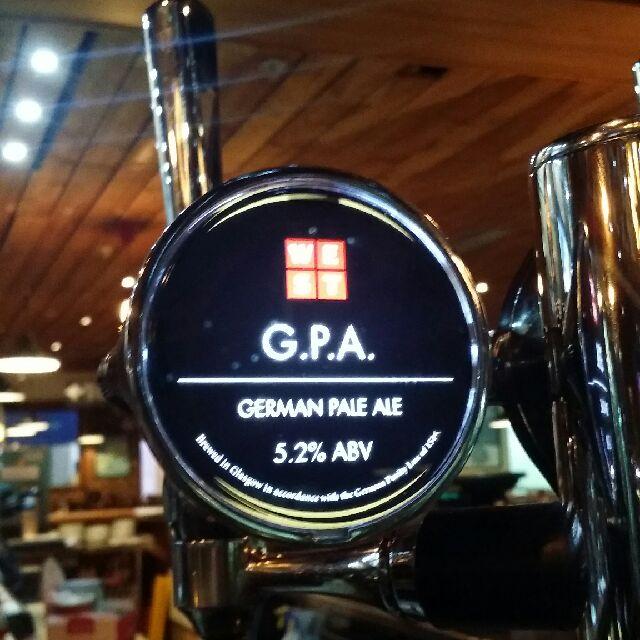 WE
ST
G.P.A.
GERMAN PALE ALE
5.2% ABV
Brewed in Glasgow in accordance with the German Purity Law of 1516